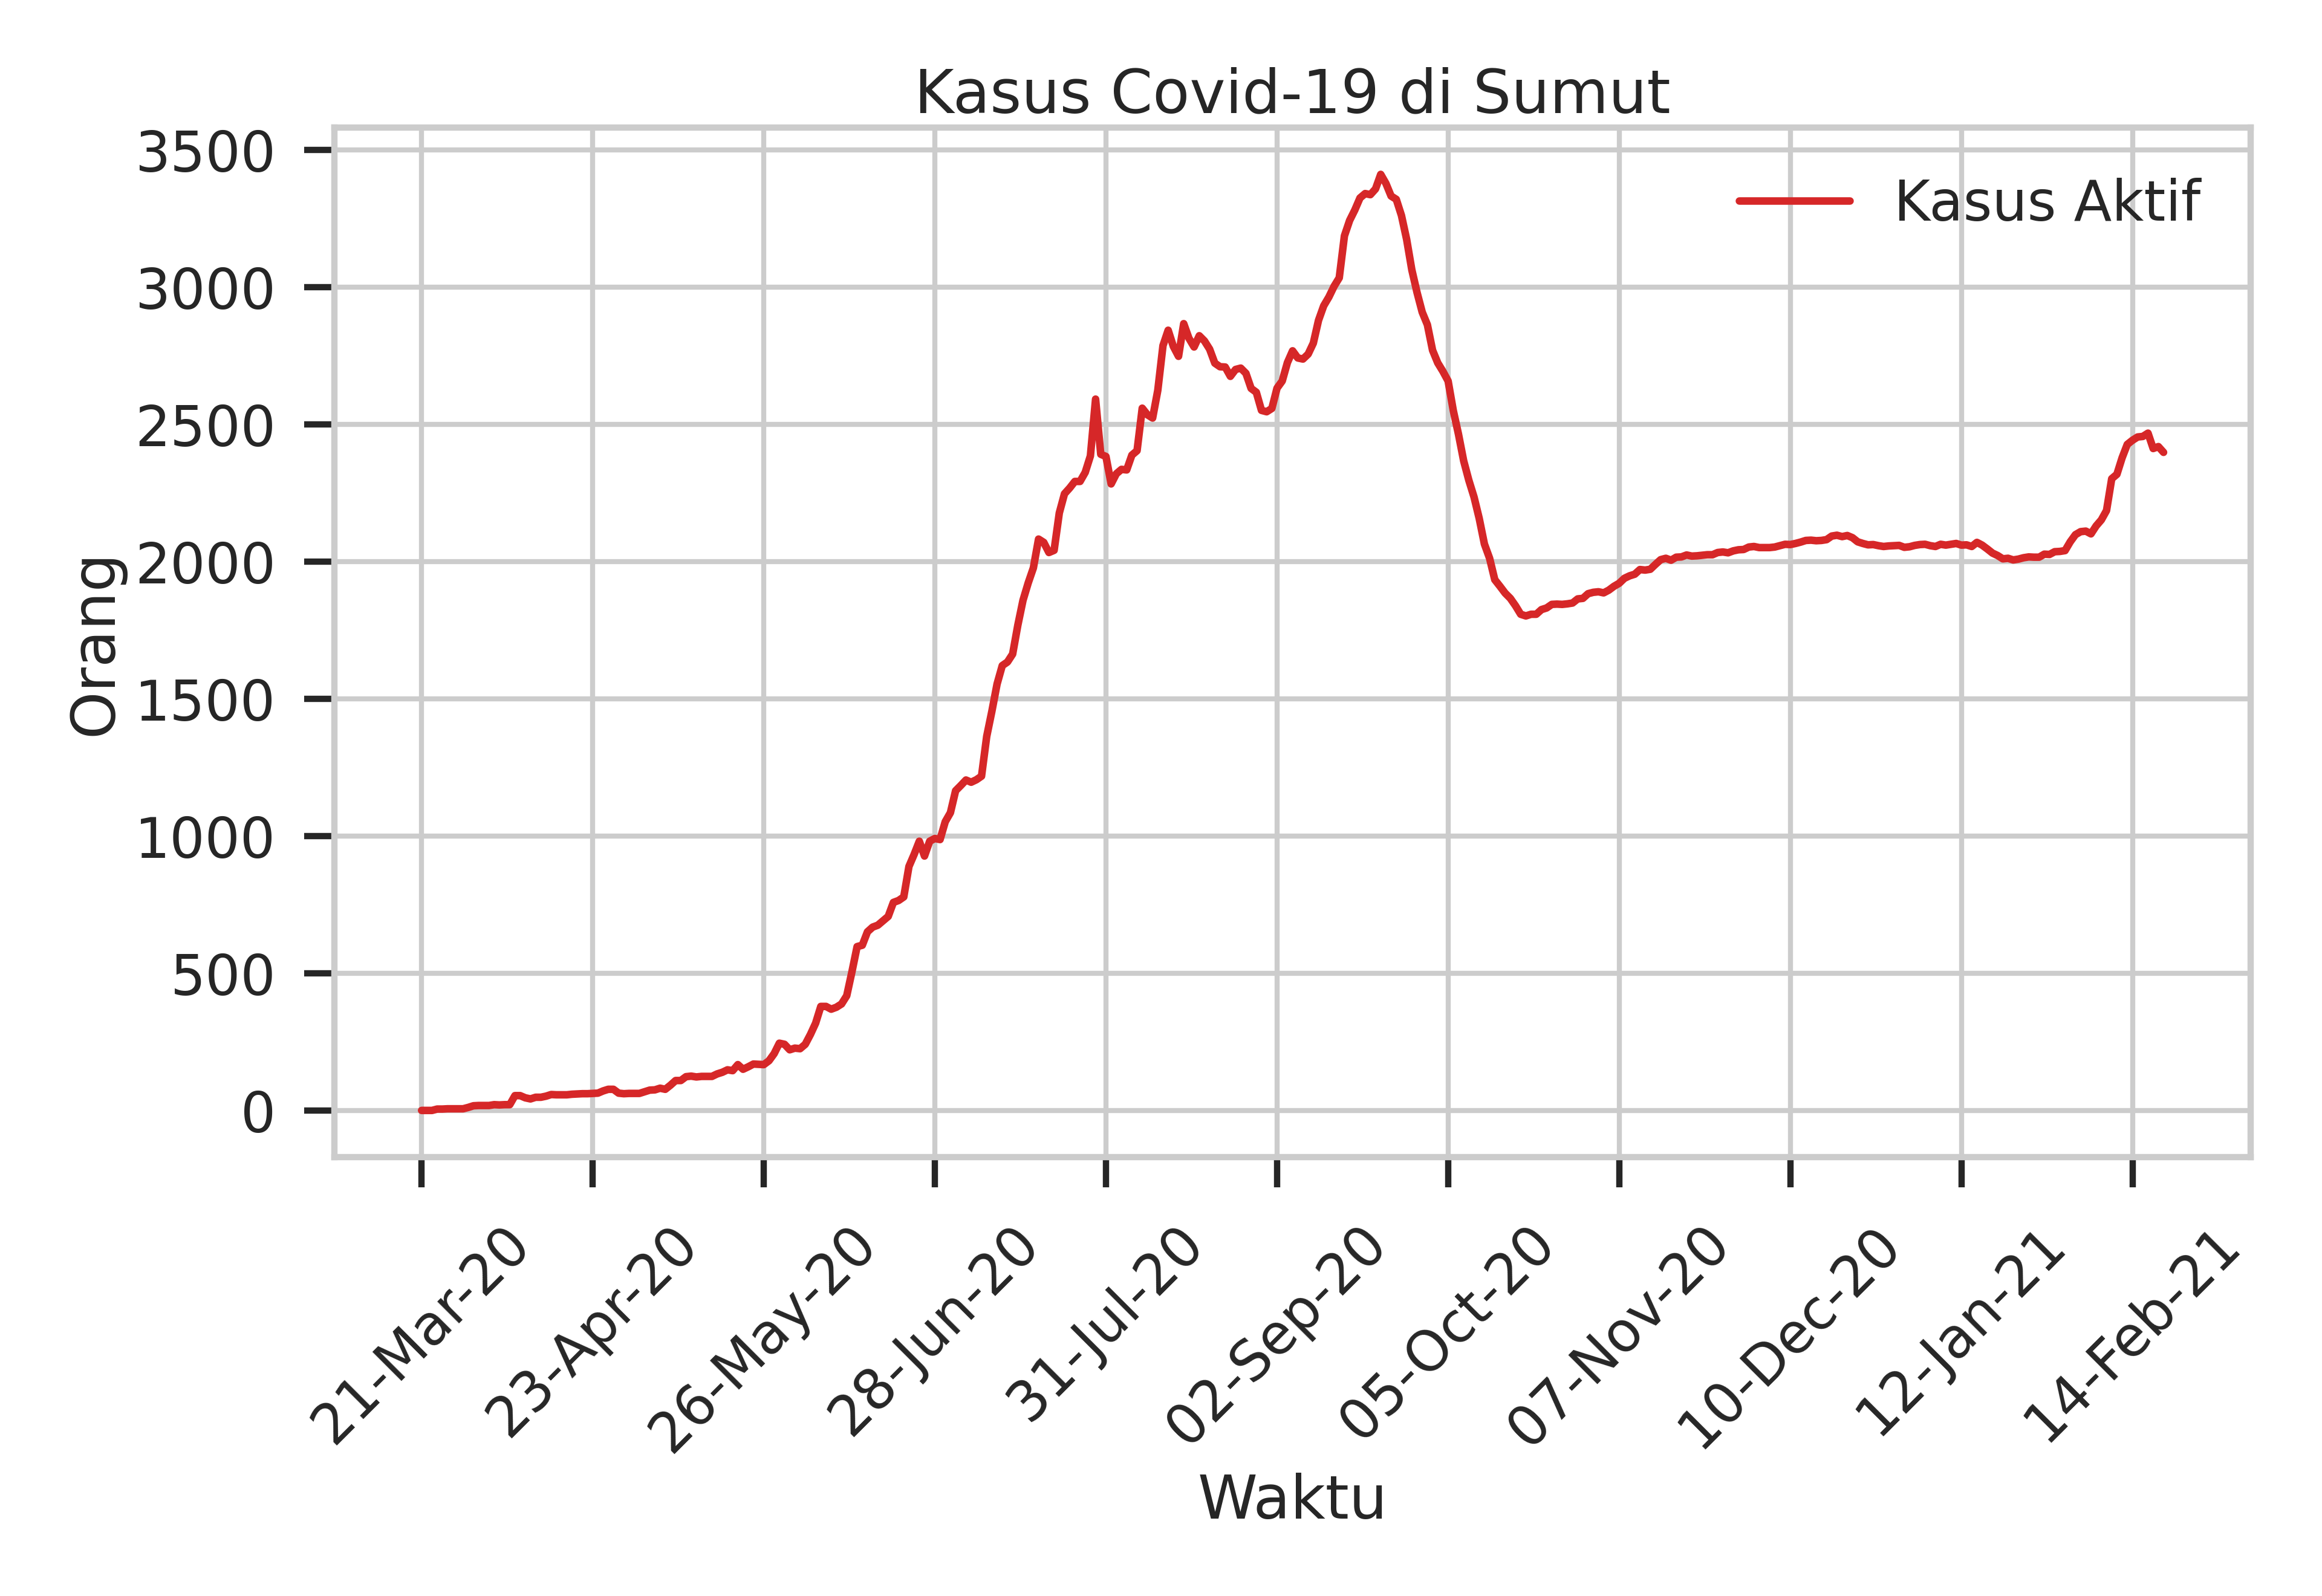 Kasus Covid-19 di Sumut
Kasus Aktif
Orang
3500
3000
2500
2000
1500
1000
500
0
21-Mar-20
23-Apr-20
26-May-20
28-Jun-20
31-Jul-20
02-Sep-20
05-Oct-20
07-Nov-20
10-Dec-20
12-Jan-21
14-Feb-21
Waktu